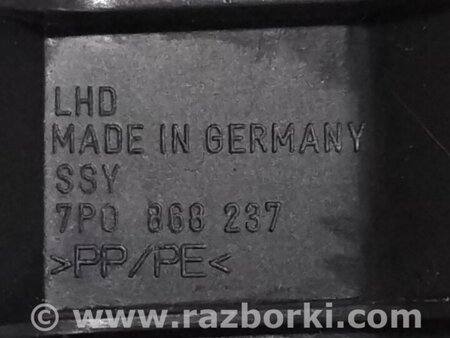 LHD
MADE IN GERMANY
SSY
7P0 868 237
>PP/PE<
© www.razborki.com